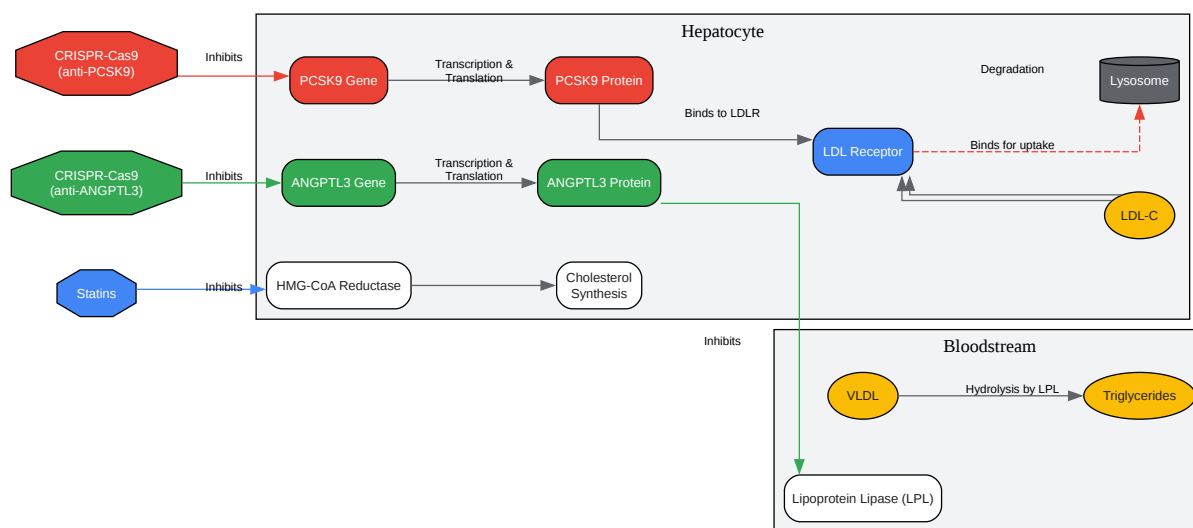 Hepatocyte
CRISPR-Cas9
(anti-PCSK9)
Inhibits
PCSK9 Gene
Transcription &
Translation
PCSK9 Protein
Degradation
Lysosome
Binds to LDLR
LDL Receptor
Binds for uptake
CRISPR-Cas9
(anti-ANGPTL3)
Inhibits
ANGPTL3 Gene
Transcription &
Translation
ANGPTL3 Protein
LDL-C
Statins
Inhibits
HMG-CoA Reductase
Cholesterol
Synthesis
Inhibits
Bloodstream
VLDL
Hydrolysis by LPL
Triglycerides
Lipoprotein Lipase (LPL)